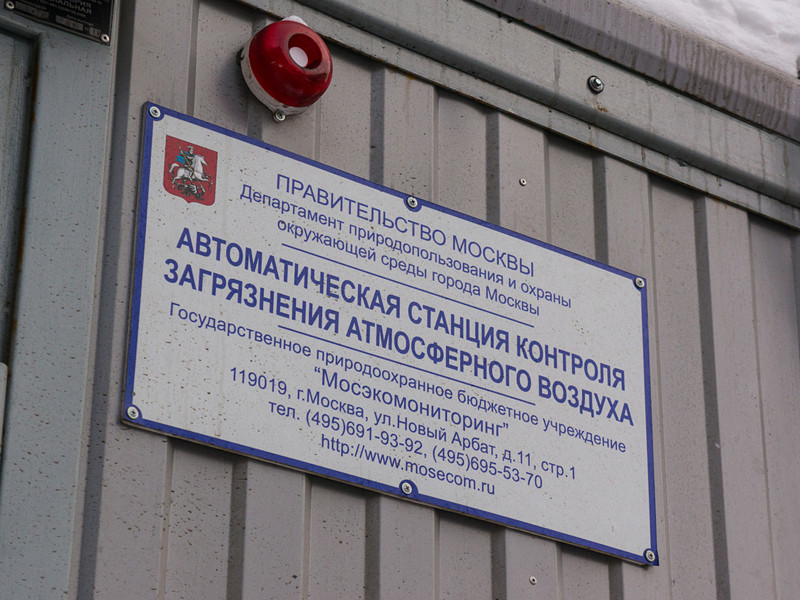 ПРАВИТЕЛЬСТВО МОСКВЫ
Департамент природопользования и охраны
окружающей среды города Москвы
АВТОМАТИЧЕСКАЯ СТАНЦИЯ КОНТРОЛЯ
ЗАГРЯЗНЕНИЯ АТМОСФЕРНОГО ВОЗДУХА
Государственное природоохранное бюджетное учреждение
“Мосэкомониторинг”
119019, г.Москва, ул.Новый Арбат, д.11, стр.1
тел. (495)691-93-92, (495)695-53-70
http://www.mosecom.ru